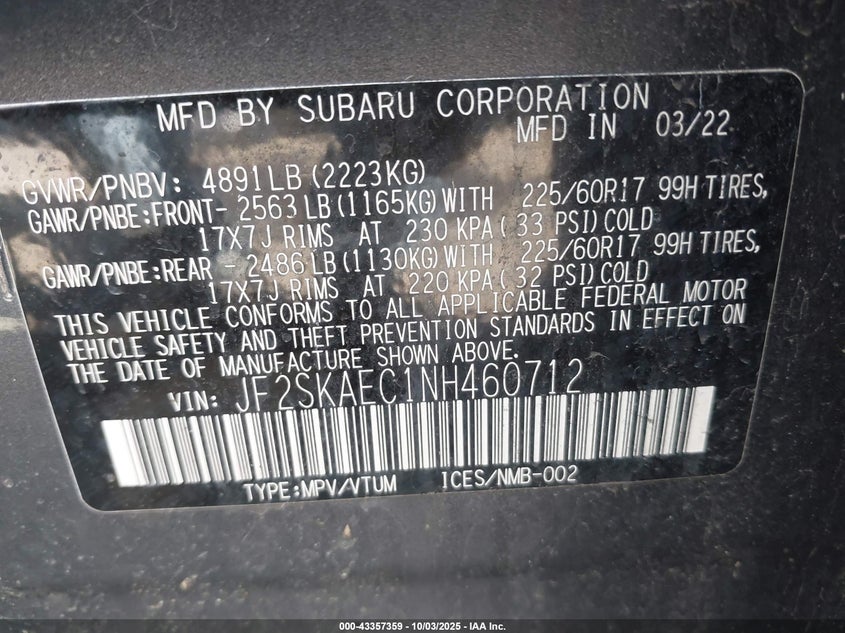 MFD BY SUBARU CORPORATION
MFD IN 03/22
GVWR/PNBV: 4891LB (2223KG)
GAWR/PNBE:FRONT- 2563 LB (1165KG) WITH 225/60R17 99H TIRES,
17X7J RIMS AT 230 KPA( 33 PSI) COLD
GAWR/PNBE:REAR - 2486 LB (1130KG) WITH 225/60R17 99H TIRES,
17X7J RIMS AT 220 KPA( 32 PSI) COLD
THIS VEHICLE CONFORMS TO ALL APPLICABLE FEDERAL MOTOR
VEHICLE SAFETY AND THEFT PREVENTION STANDARDS IN EFFECT ON
THE DATE OF MANUFACTURE SHOWN ABOVE.
VIN: JF2SKAEC1NH460712
TYPE:MPV/VTUM ICES/NMB-002
000-43357359 - 10/03/2025 - IAA Inc.